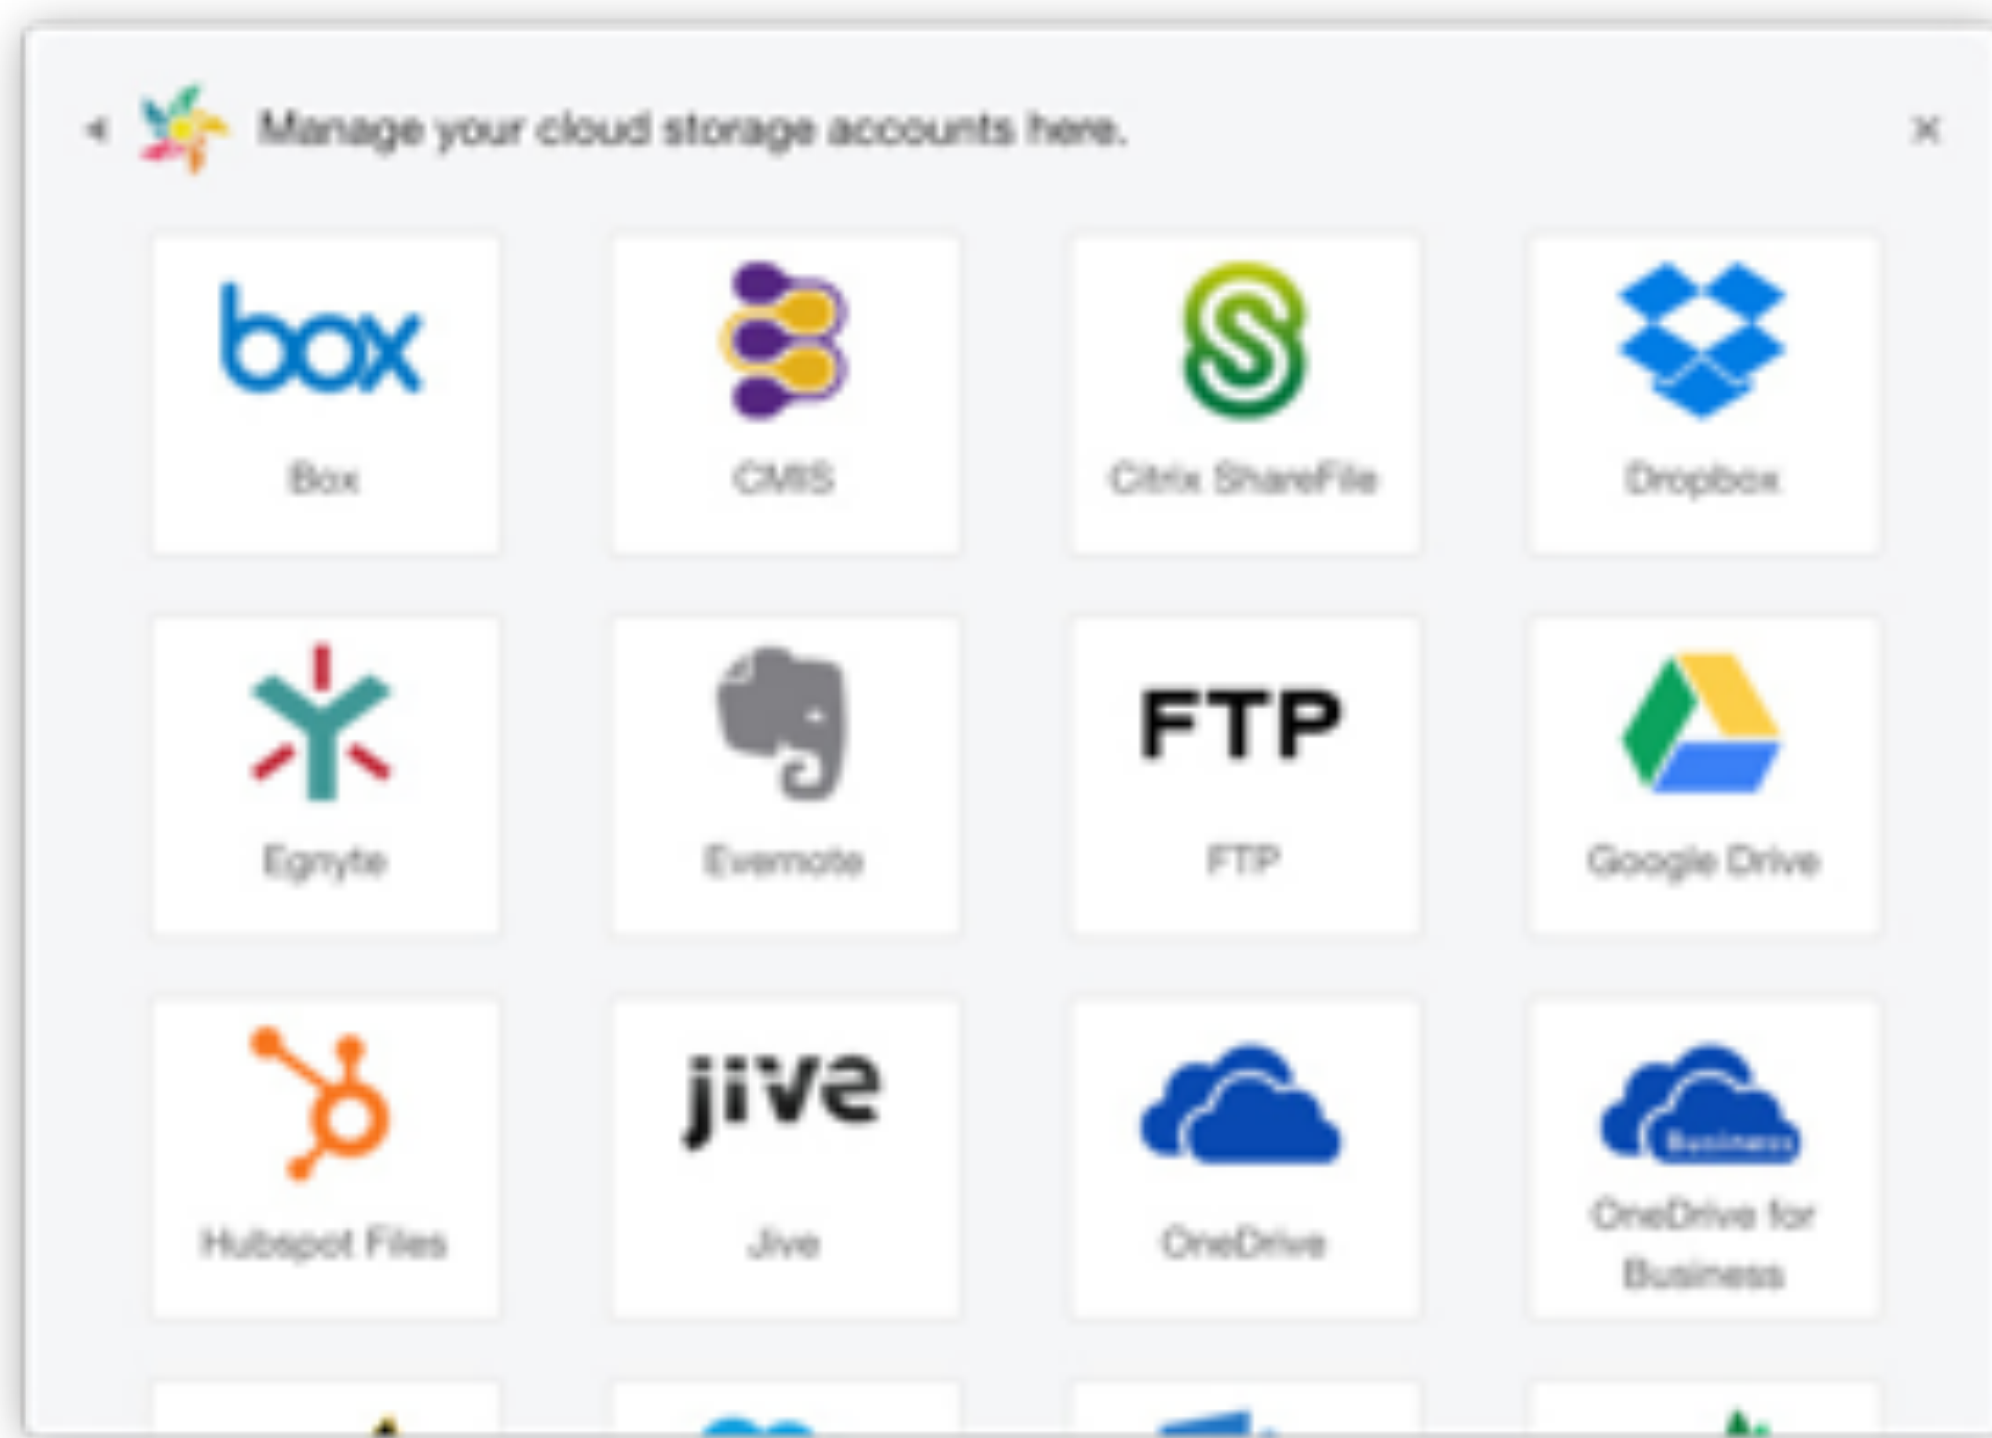 Manage your cloud storage accounts here.
box
Box
CMIS
Citrix ShareFile
Dropbox
Egnyte
Evernote
FTP
FTP
Google Drive
Hubspot Files
jive
Jive
OneDrive
Business
OneDrive for
Business